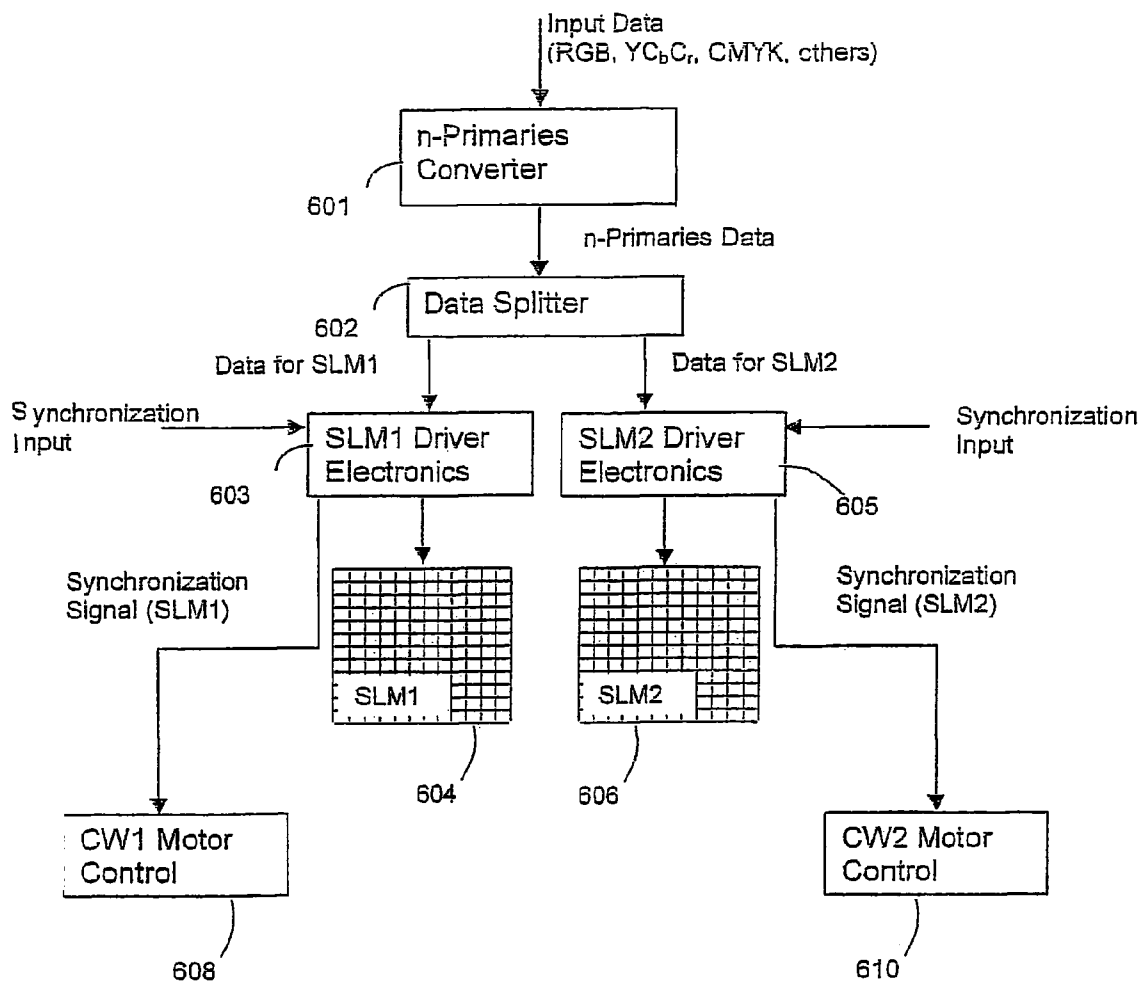 Input Data
(RGB, YCbCr, CMYK, others)
n-Primaries
Converter
601
n-Primaries Data
Data Splitter
602
Data for SLM1
Data for SLM2
Synchronization
Input
SLM1 Driver
Electronics
603
SLM2 Driver
Electronics
605
Synchronization
Input
Synchronization
Signal (SLM1)
SLM1
604
SLM2
606
Synchronization
Signal (SLM2)
CW1 Motor
Control
608
CW2 Motor
Control
610